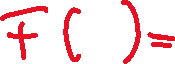 F( )=